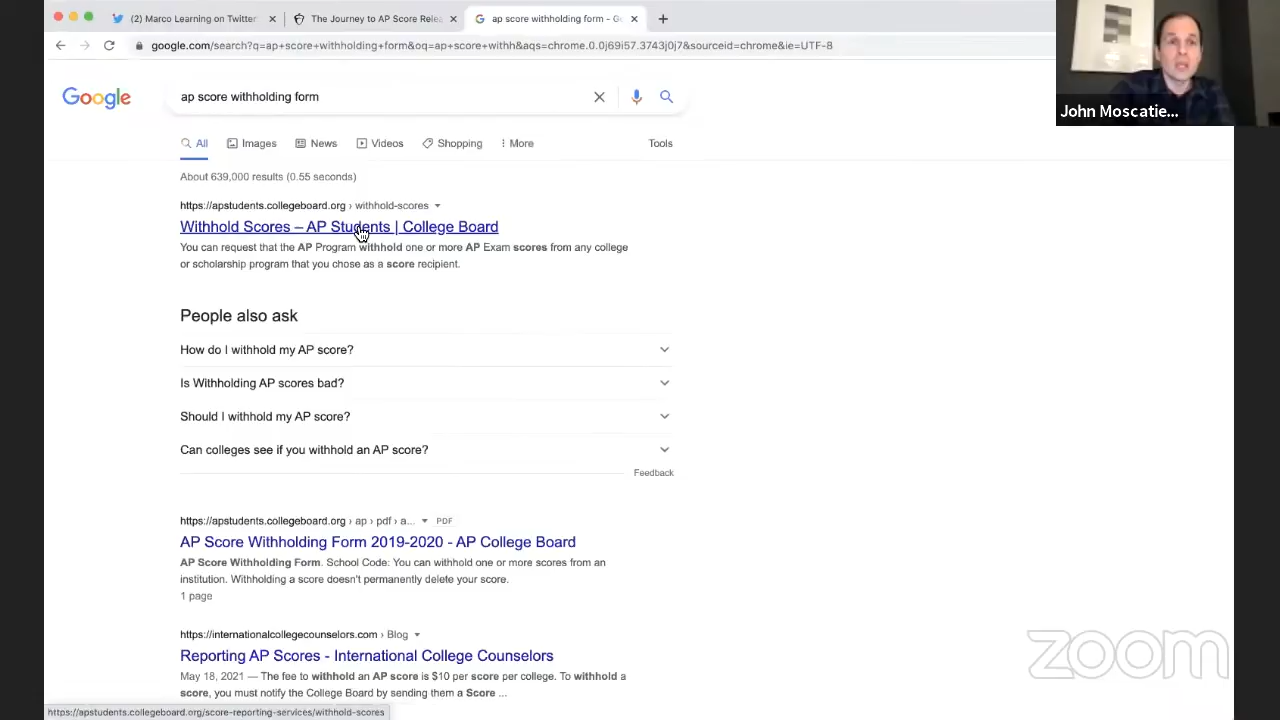 (2) Marco Learning on Twitter
The Journey to AP Score Rele
ap score withholding form - Go
google.com/search?q=ap+score+withholding+form&oq=ap+score+withh&aqs=chrome.0.0j69i57.3743j0j7&sourceid=chrome&ie=UTF-8
John Moscatie...
Google
ap score withholding form
All Images News Videos Shopping More Tools
About 639,000 results (0.55 seconds)
https://apstudents.collegeboard.org › withhold-scores
Withhold Scores – AP Students | College Board
You can request that the AP Program withhold one or more AP Exam scores from any college
or scholarship program that you chose as a score recipient.
People also ask
How do I withhold my AP score?
Is Withholding AP scores bad?
Should I withhold my AP score?
Can colleges see if you withhold an AP score?
Feedback
https://apstudents.collegeboard.org › ap › pdf › a... PDF
AP Score Withholding Form 2019-2020 - AP College Board
AP Score Withholding Form. School Code: You can withhold one or more scores from an
institution. Withholding a score doesn't permanently delete your score.
1 page
https://internationalcollegecounselors.com › Blog
Reporting AP Scores - International College Counselors
May 18, 2021 — The fee to withhold an AP score is $10 per score per college. To withhold a
score, you must notify the College Board by sending them a Score ...
zoom
https://apstudents.collegeboard.org/score-reporting-services/withhold-scores